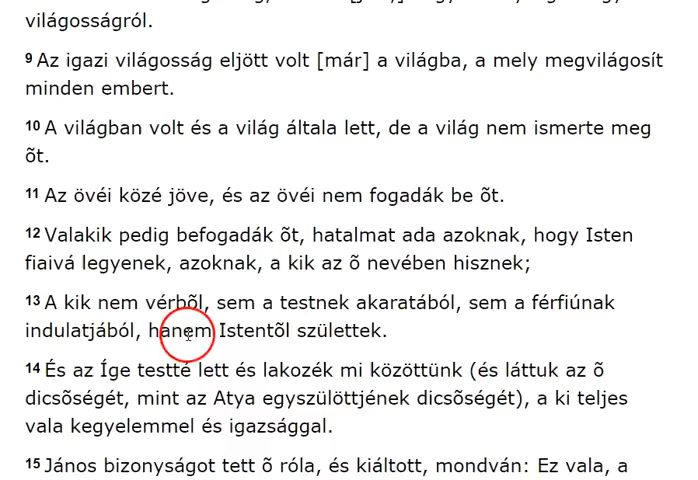 világosságról.
9 Az igazi világosság eljött volt [már] a világba, a mely megvilágosít
minden embert.
10 A világban volt és a világ általa lett, de a világ nem ismerte meg
õt.
11 Az övéi közé jöve, és az övéi nem fogadák be õt.
12 Valakik pedig befogadák õt, hatalmat ada azoknak, hogy Isten
fiaivá legyenek, azoknak, a kik az õ nevében hisznek;
13 A kik nem vérbõl, sem a testnek akaratából, sem a férfiúnak
indulatjából, hanem Istentõl születtek.
14 És az Íge testté lett és lakozék mi közöttünk (és láttuk az õ
dicsõségét, mint az Atya egyszülöttjének dicsõségét), a ki teljes
vala kegyelemmel és igazsággal.
15 János bizonyságot tett õ róla, és kiáltott, mondván: Ez vala, a